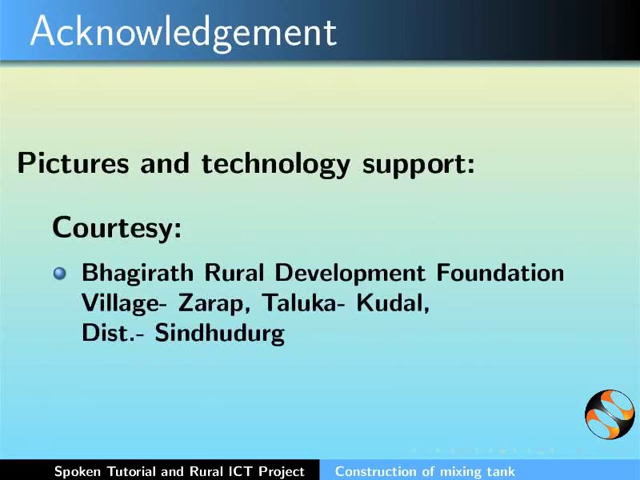 Acknowledgement
Pictures and technology support:
Courtesy:
Bhagirath Rural Development Foundation
Village- Zarap, Taluka- Kudal,
Dist.- Sindhudurg
Spoken Tutorial and Rural ICT Project
Construction of mixing tank